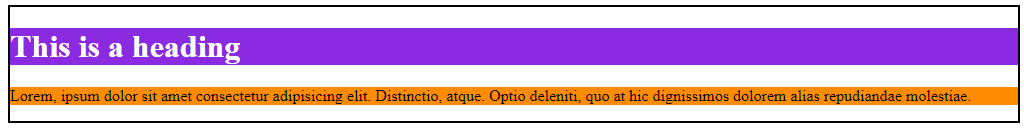 This is a heading
Lorem, ipsum dolor sit amet consectetur adipisicing elit. Distinctio, atque. Optio deleniti, quo at hic dignissimos dolorem alias repudiandae molestiae.